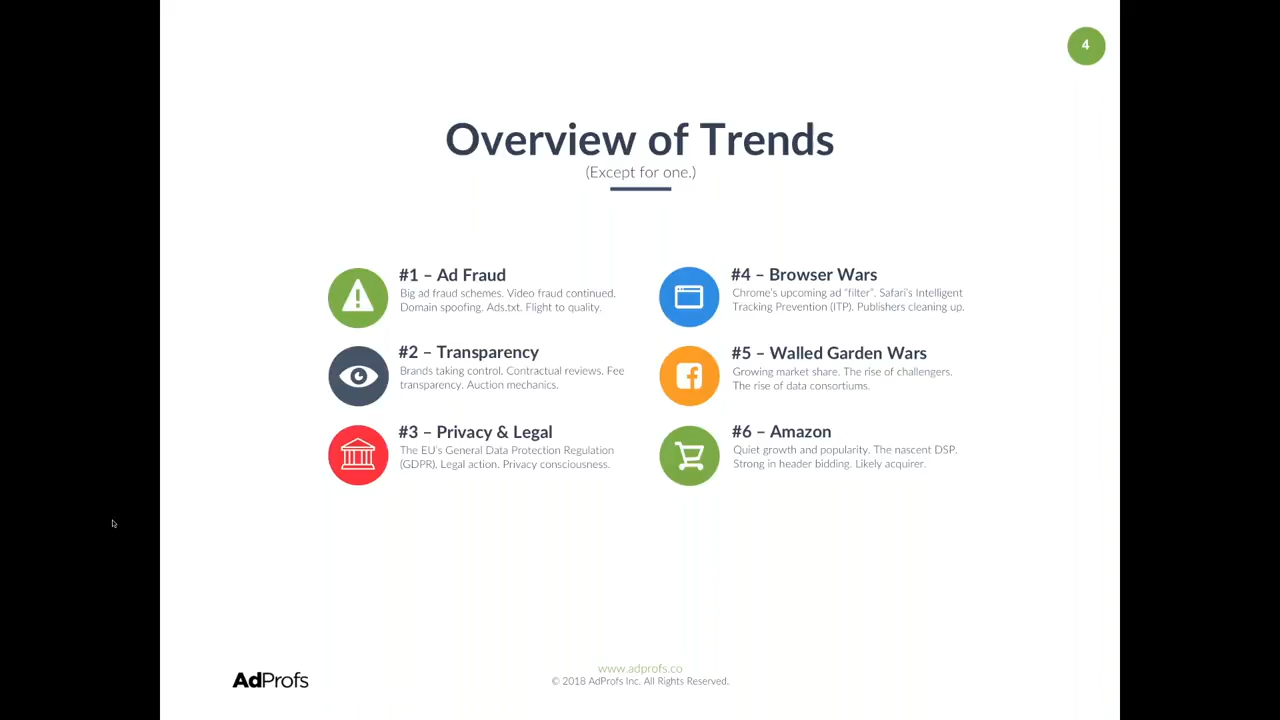 4
Overview of Trends
(Except for one.)
#1 – Ad Fraud
Big ad fraud schemes. Video fraud continued.
Domain spoofing. Ads.txt. Flight to quality.
#2 – Transparency
Brands taking control. Contractual reviews. Fee
transparency. Auction mechanics.
#3 – Privacy & Legal
The EU's General Data Protection Regulation
(GDPR). Legal action. Privacy consciousness.
#4 – Browser Wars
Chrome's upcoming ad “filter”. Safari's Intelligent
Tracking Prevention (ITP). Publishers cleaning up.
#5 – Walled Garden Wars
Growing market share. The rise of challengers.
The rise of data consortiums.
#6 – Amazon
Quiet growth and popularity. The nascent DSP.
Strong in header bidding. Likely acquirer.
AdProfs
www.adprofs.co
© 2018 AdProfs Inc. All Rights Reserved.